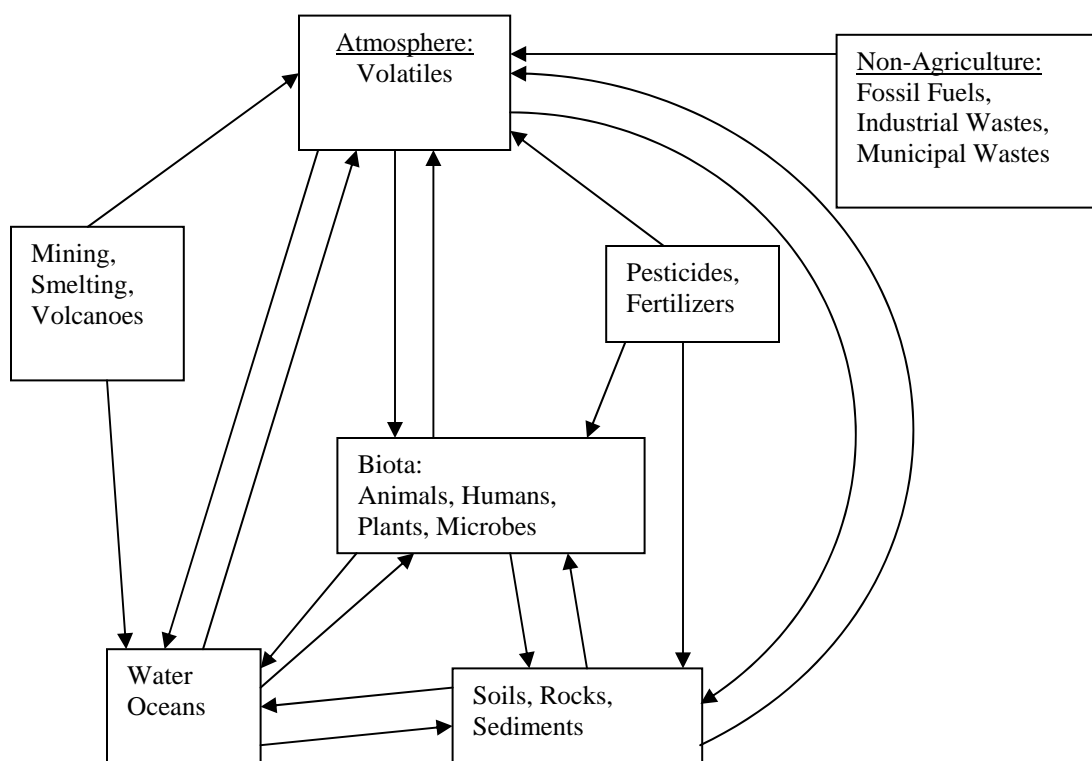 Atmosphere:
Volatiles
Non-Agriculture:
Fossil Fuels,
Industrial Wastes,
Municipal Wastes
Mining,
Smelting,
Volcanoes
Pesticides,
Fertilizers
Biota:
Animals, Humans,
Plants, Microbes
Water
Oceans
Soils, Rocks,
Sediments